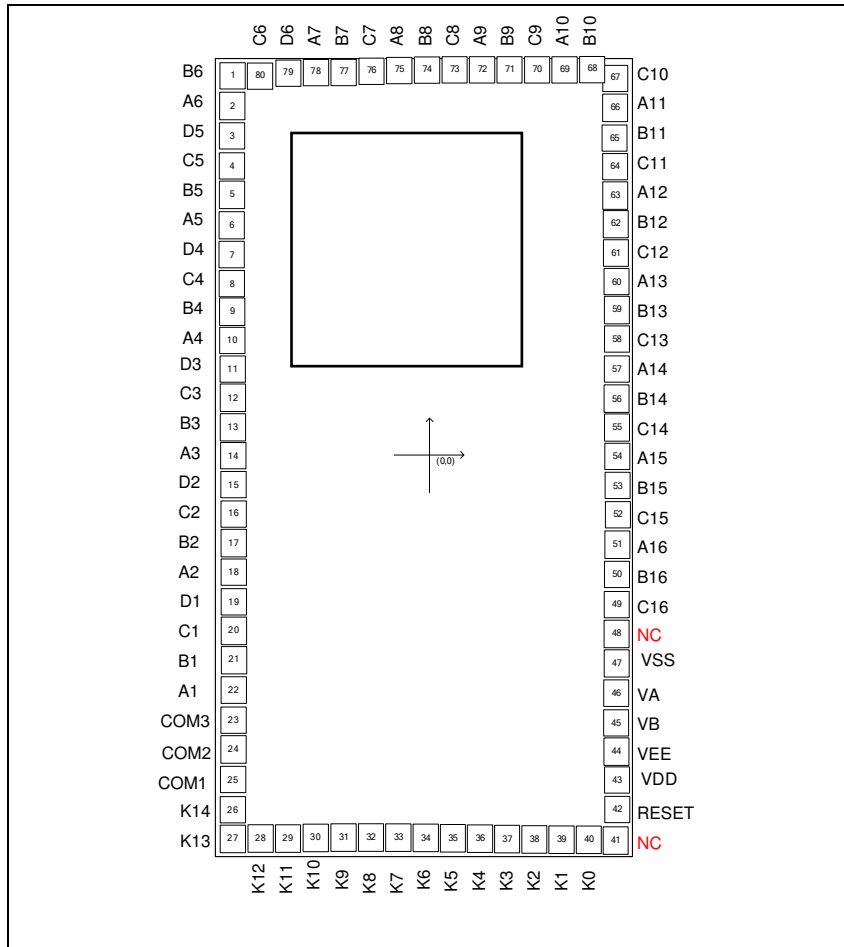 C6 D6 A7 B7 C7 A8 B8 C8 A9 B9 C9 A10 B10
B6 1 80 79 78 77 76 75 74 73 72 71 70 69 68 67 C10
A6 2 66 A11
D5 3 65 B11
C5 4 64 C11
B5 5 63 A12
A5 6 62 B12
D4 7 61 C12
C4 8 60 A13
B4 9 59 B13
A4 10 58 C13
D3 11 57 A14
C3 12 56 B14
B3 13 55 C14
A3 14 (0,0) 54 A15
D2 15 53 B15
C2 16 52 C15
B2 17 51 A16
A2 18 50 B16
D1 19 49 C16
C1 20 48 NC
B1 21 47 VSS
A1 22 46 VA
COM3 23 45 VB
COM2 24 44 VEE
COM1 25 43 VDD
K14 26 42 RESET
K13 27 28 29 30 31 32 33 34 35 36 37 38 39 40 41 NC
K12 K11 K10 K9 K8 K7 K6 K5 K4 K3 K2 K1 K0